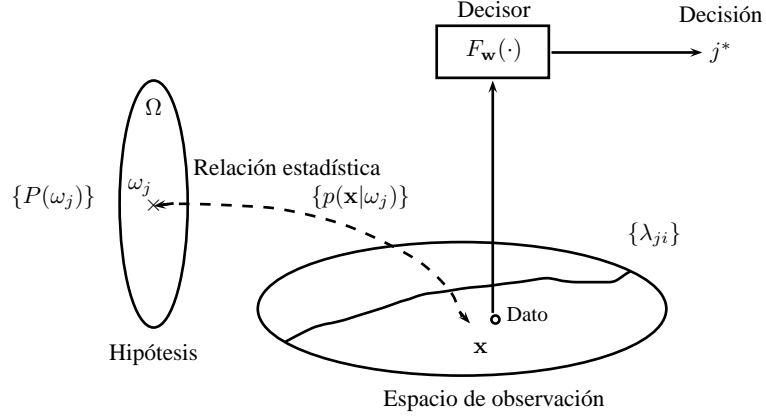 Decisor
Decisión
F_w(·)
j*
Ω
Relación estadística
{P(ω_j)}
ω_j
{p(x|ω_j)}
{λ_ji}
Dato
x
Hipótesis
Espacio de observación